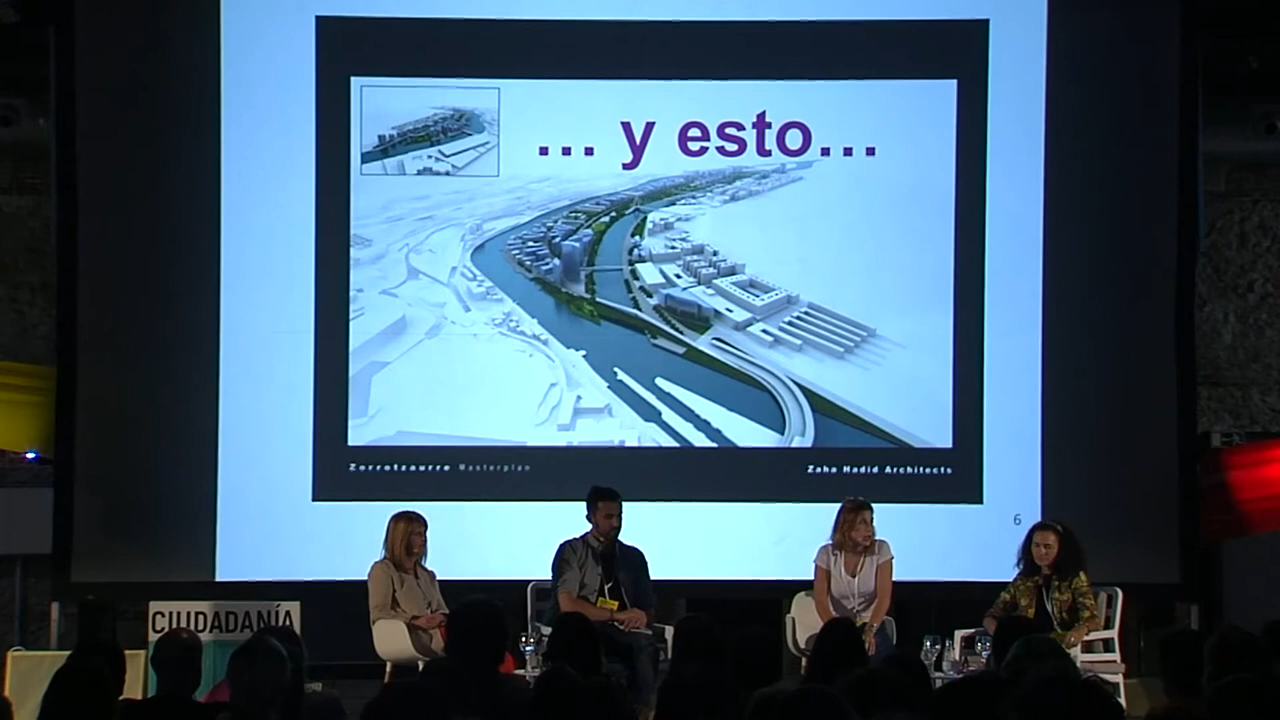 ... y esto...
Zorrotzaurre Masterplan
Zaha Hadid Architects
6
CIUDADANÍA